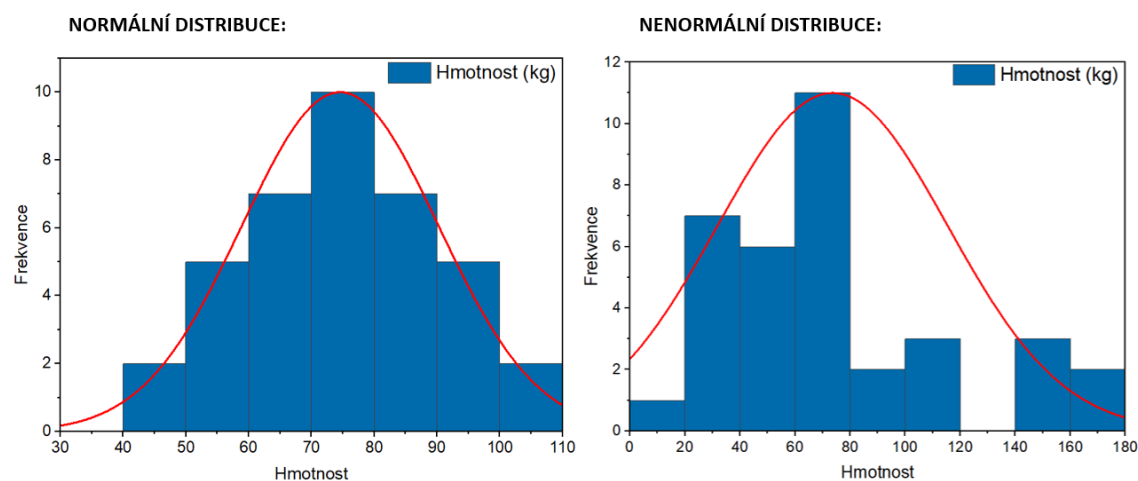 NORMÁLNÍ DISTRIBUCE:
Hmotnost (kg)
10
8
6
4
2
0
Frekvence
30 40 50 60 70 80 90 100 110
Hmotnost
NENORMÁLNÍ DISTRIBUCE:
Hmotnost (kg)
12
10
8
6
4
2
0
Frekvence
0 20 40 60 80 100 120 140 160 180
Hmotnost